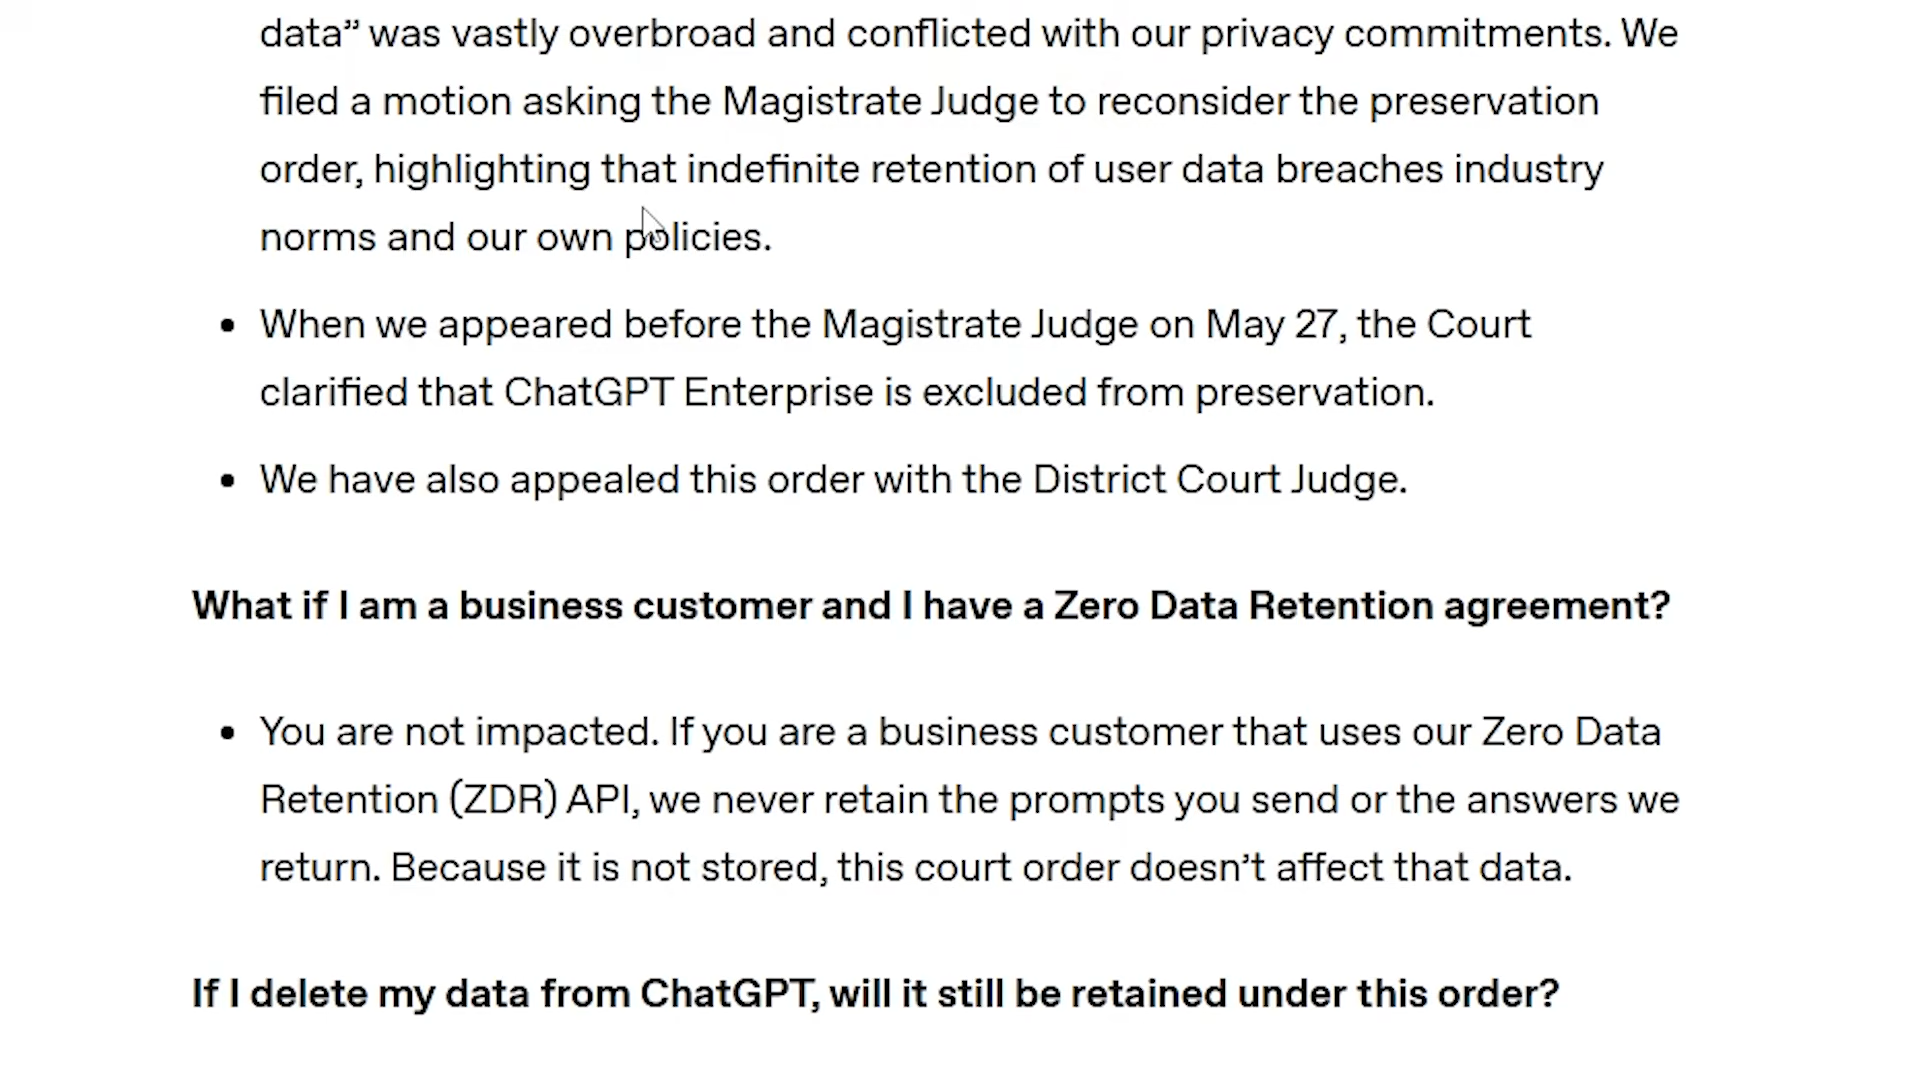 data” was vastly overbroad and conflicted with our privacy commitments. We
filed a motion asking the Magistrate Judge to reconsider the preservation
order, highlighting that indefinite retention of user data breaches industry
norms and our own policies.
• When we appeared before the Magistrate Judge on May 27, the Court
clarified that ChatGPT Enterprise is excluded from preservation.
• We have also appealed this order with the District Court Judge.
What if I am a business customer and I have a Zero Data Retention agreement?
• You are not impacted. If you are a business customer that uses our Zero Data
Retention (ZDR) API, we never retain the prompts you send or the answers we
return. Because it is not stored, this court order doesn’t affect that data.
If I delete my data from ChatGPT, will it still be retained under this order?